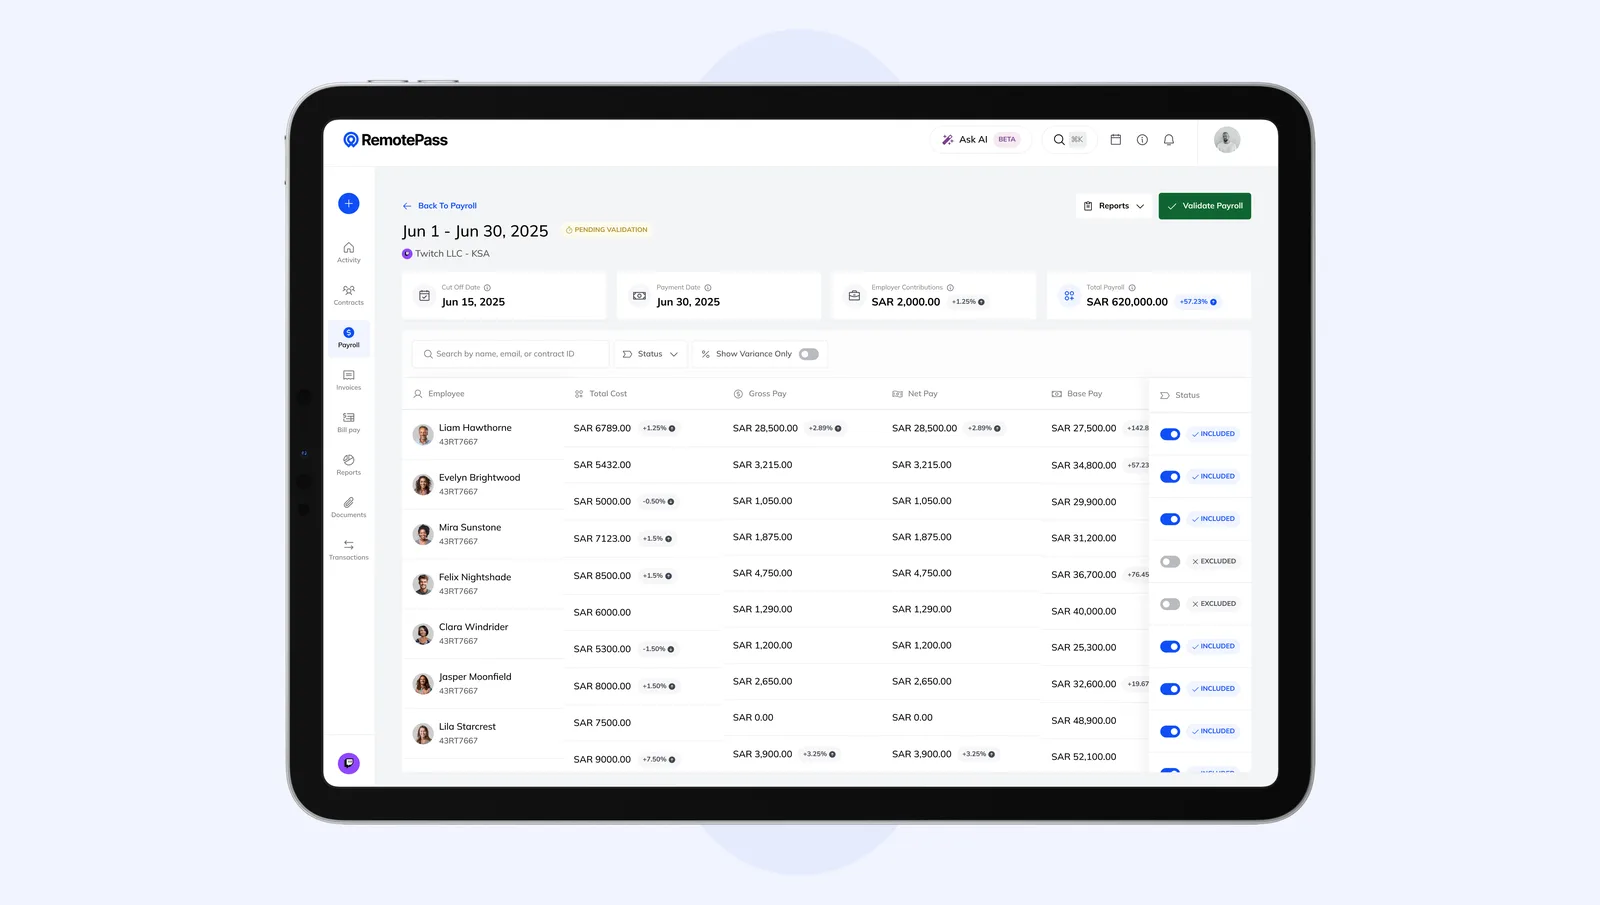 RemotePass
Ask AI BETA
⌘K
Back To Payroll
Reports
Validate Payroll
Jun 1 - Jun 30, 2025
PENDING VALIDATION
Twitch LLC - KSA
Cut Off Date
Jun 15, 2025
Payment Date
Jun 30, 2025
Employer Contributions
SAR 2,000.00 +1.25%
Total Payroll
SAR 620,000.00 +57.23%
Activity
Contracts
Payroll
Invoices
Bill pay
Reports
Documents
Transactions
Search by name, email, or contract ID
Status
Show Variance Only
Employee
Liam Hawthorne
43RT7667
Evelyn Brightwood
43RT7667
Mira Sunstone
43RT7667
Felix Nightshade
43RT7667
Clara Windrider
43RT7667
Jasper Moonfield
43RT7667
Lila Starcrest
43RT7667
Total Cost
SAR 6789.00 +1.25%
SAR 5432.00
SAR 5000.00 -0.50%
SAR 7123.00 +1.5%
SAR 8500.00 +1.5%
SAR 6000.00
SAR 5300.00 -1.50%
SAR 8000.00 +1.50%
SAR 7500.00
SAR 9000.00 +7.50%
Gross Pay
SAR 28,500.00 +2.89%
SAR 3,215.00
SAR 1,050.00
SAR 1,875.00
SAR 4,750.00
SAR 1,290.00
SAR 1,200.00
SAR 2,650.00
SAR 0.00
SAR 3,900.00 +3.25%
Net Pay
SAR 28,500.00 +2.89%
SAR 3,215.00
SAR 1,050.00
SAR 1,875.00
SAR 4,750.00
SAR 1,290.00
SAR 1,200.00
SAR 2,650.00
SAR 0.00
SAR 3,900.00 +3.25%
Base Pay
SAR 27,500.00 +142.8
SAR 34,800.00 +57.23
SAR 29,900.00
SAR 31,200.00
SAR 36,700.00 +76.45
SAR 40,000.00
SAR 25,300.00
SAR 32,600.00 +19.67
SAR 48,900.00
SAR 52,100.00
Status
INCLUDED
INCLUDED
INCLUDED
EXCLUDED
EXCLUDED
INCLUDED
INCLUDED
INCLUDED
INCLUDED